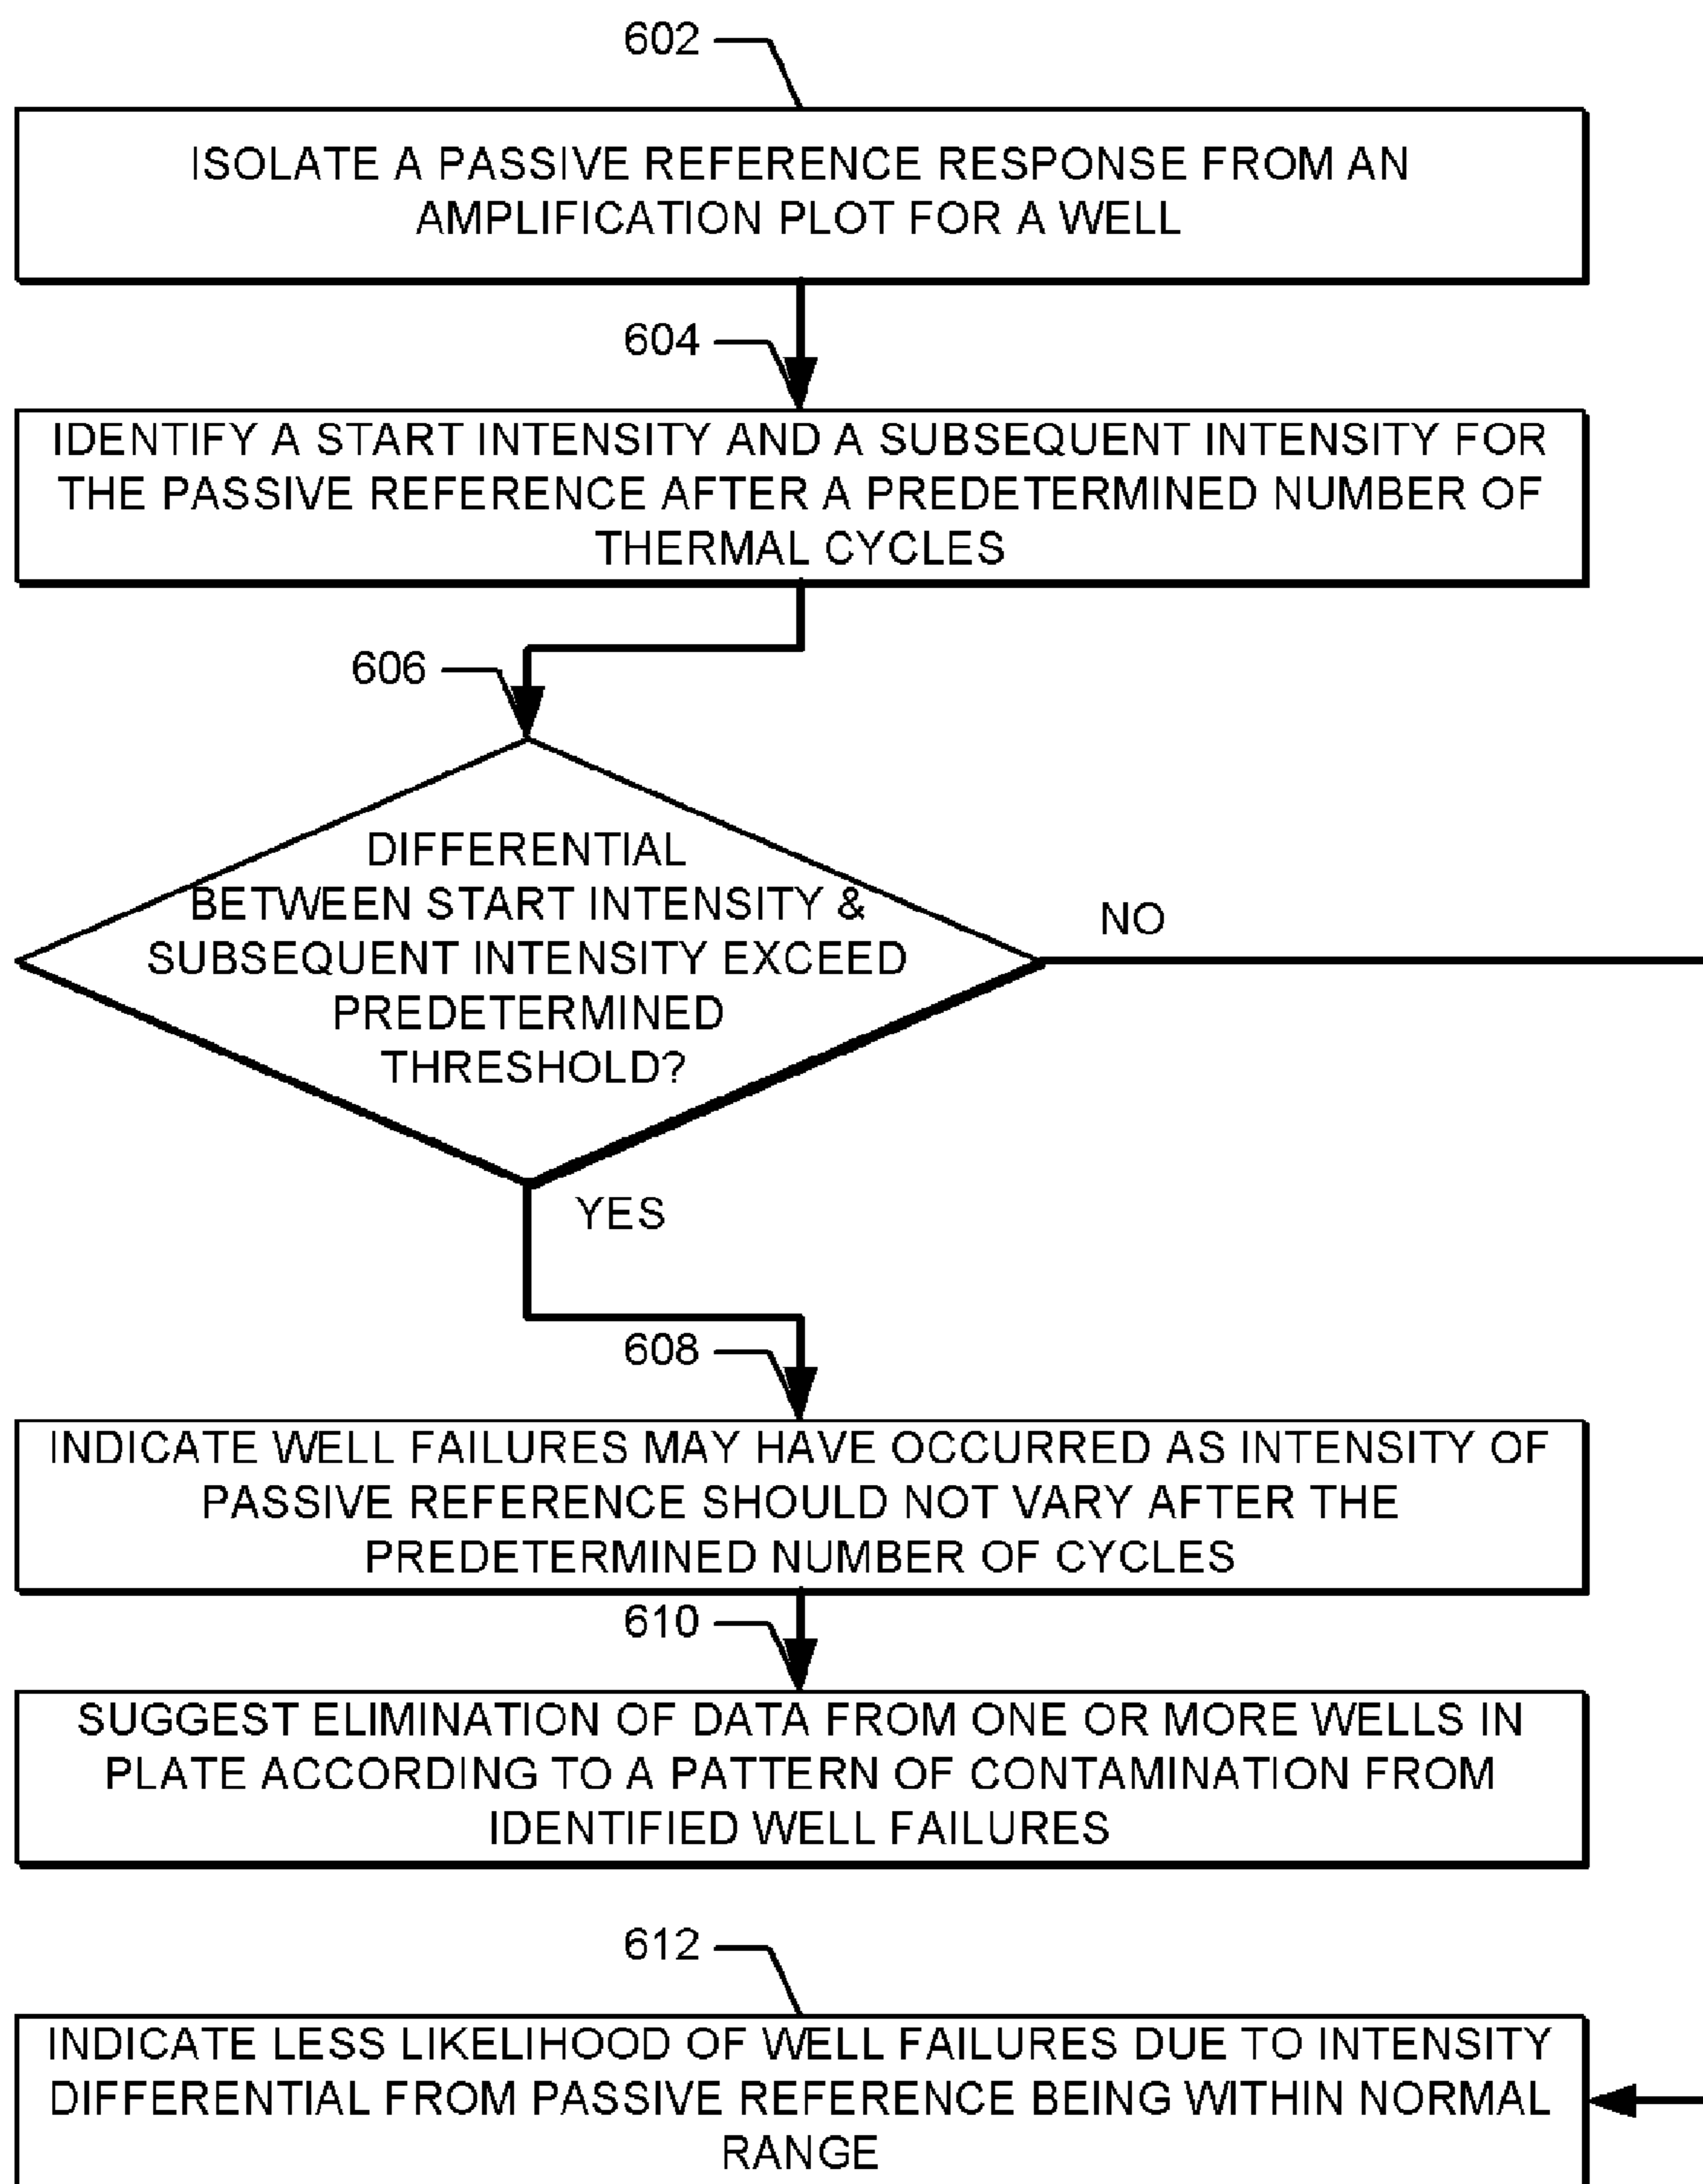 602
ISOLATE A PASSIVE REFERENCE RESPONSE FROM AN
AMPLIFICATION PLOT FOR A WELL
604
IDENTIFY A START INTENSITY AND A SUBSEQUENT INTENSITY FOR
THE PASSIVE REFERENCE AFTER A PREDETERMINED NUMBER OF
THERMAL CYCLES
606
DIFFERENTIAL
BETWEEN START INTENSITY &
SUBSEQUENT INTENSITY EXCEED
PREDETERMINED
THRESHOLD?
NO
YES
608
INDICATE WELL FAILURES MAY HAVE OCCURRED AS INTENSITY OF
PASSIVE REFERENCE SHOULD NOT VARY AFTER THE
PREDETERMINED NUMBER OF CYCLES
610
SUGGEST ELIMINATION OF DATA FROM ONE OR MORE WELLS IN
PLATE ACCORDING TO A PATTERN OF CONTAMINATION FROM
IDENTIFIED WELL FAILURES
612
INDICATE LESS LIKELIHOOD OF WELL FAILURES DUE TO INTENSITY
DIFFERENTIAL FROM PASSIVE REFERENCE BEING WITHIN NORMAL
RANGE